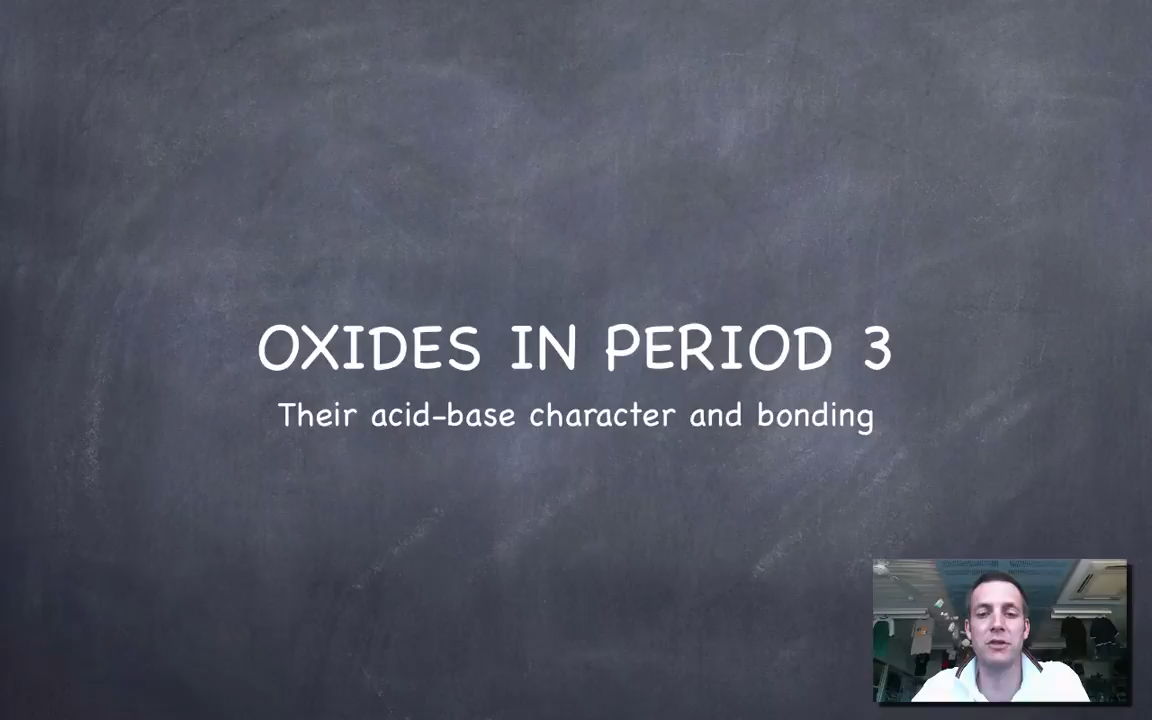 OXIDES IN PERIOD 3
Their acid-base character and bonding